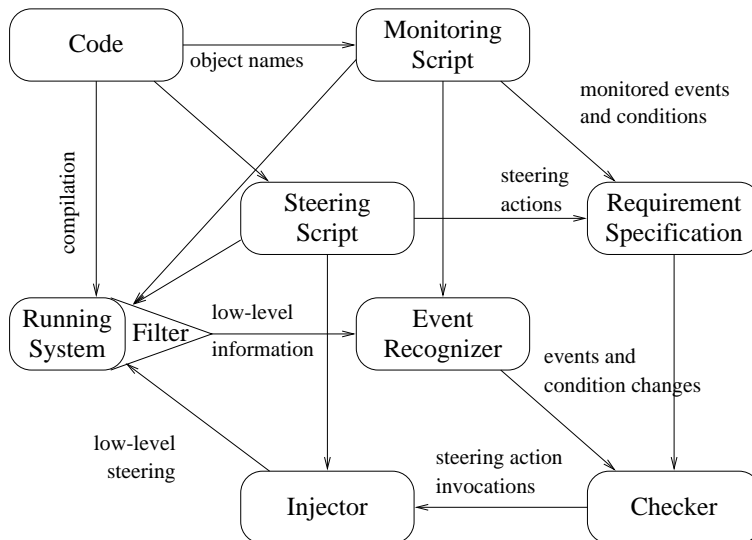 Code
object names
Monitoring
Script
monitored events
and conditions
compilation
Steering
Script
steering
actions
Requirement
Specification
Running
System
Filter
low-level
information
Event
Recognizer
events and
condition changes
low-level
steering
Injector
steering action
invocations
Checker